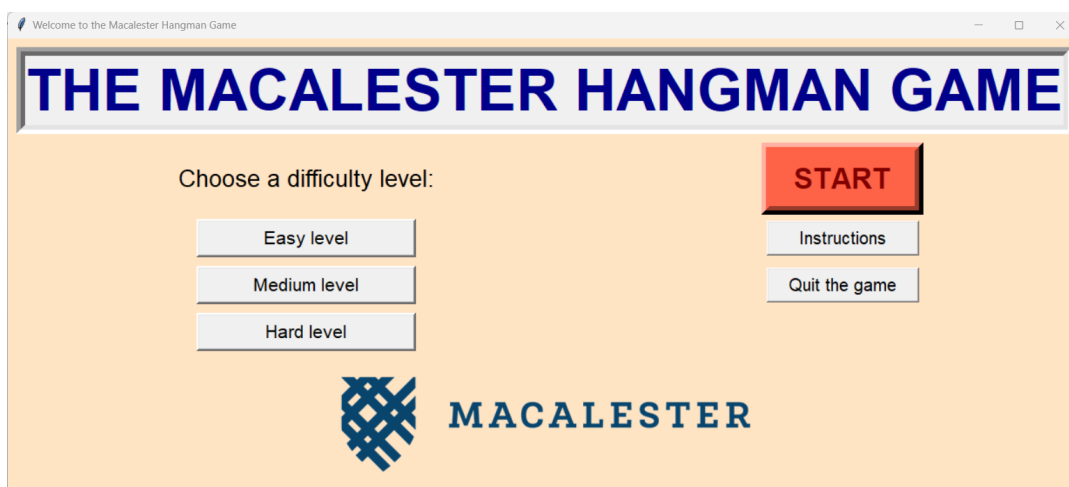 Welcome to the Macalester Hangman Game
THE MACALESTER HANGMAN GAME
Choose a difficulty level:
Easy level
Medium level
Hard level
START
Instructions
Quit the game
MACALESTER